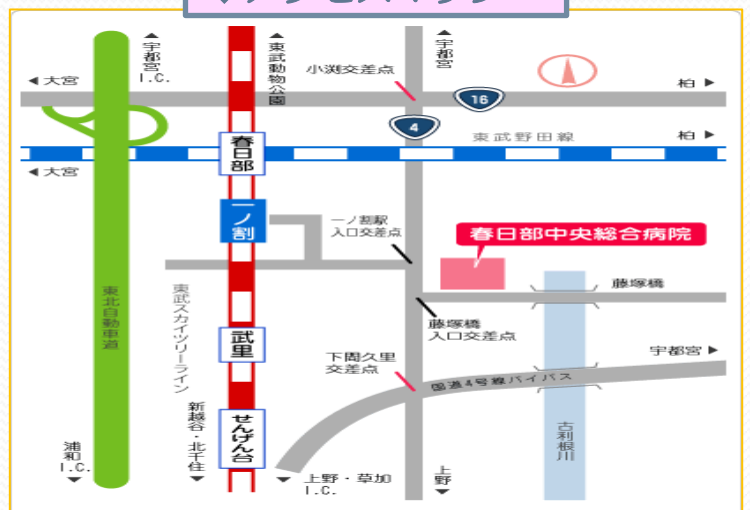 ▲宇都宮I.C.
▲東武動物公園
小渕交差点
▲宇都宮
◀大宮
柏▶
16
4
東武野田線
柏▶
◀大宮
春日部
一ノ割
一ノ割駅
入口交差点
春日部中央総合病院
藤塚橋
東北自動車道
東武スカイツリーライン
武里
藤塚橋
入口交差点
下間久里
交差点
宇都宮▶
国道4号線バイパス
せんげん台
新越谷・北千住▼
古利根川
浦和I.C.▼
▼上野・草加
I.C.
上野▼